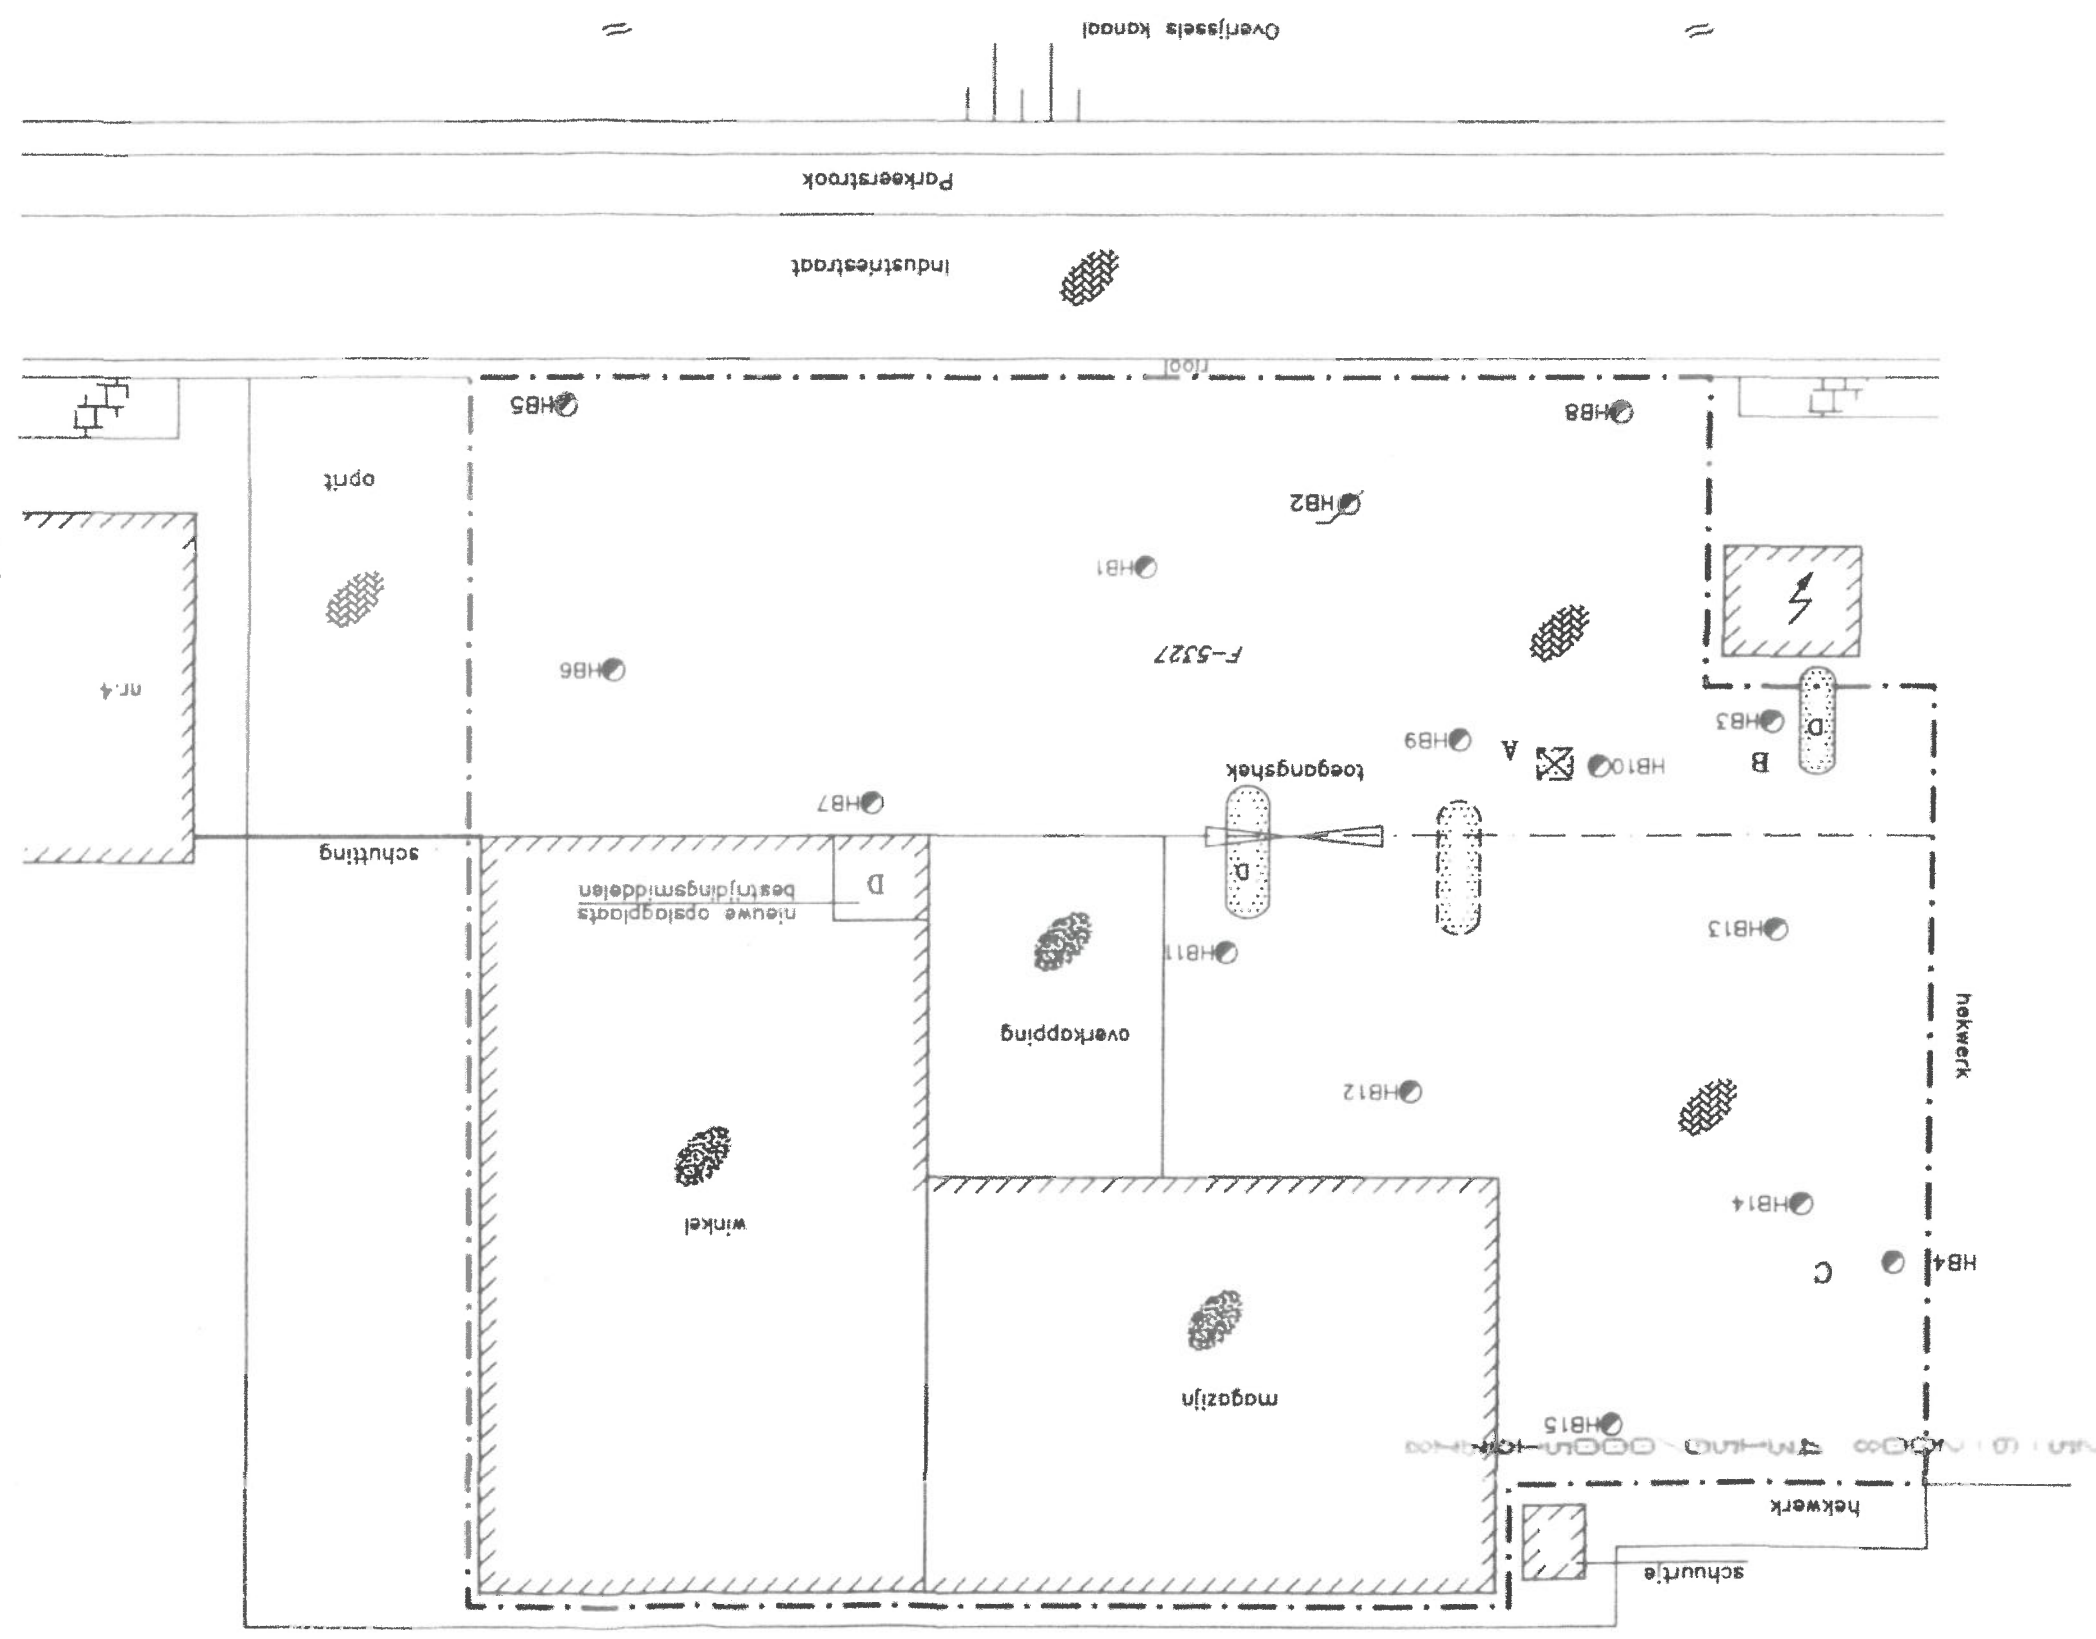 schuurtje
hekwerk
HB15
magazijn
HB4
C
HB14
winkel
HB12
hekwerk
overkapping
HB11
HB13
nieuwe opslagplaats
bestrijdingsmiddelen
D
D
schutting
HB7
toegangshek
A
HB10
B
D
HB9
HB3
nr.4
HB6
F-5327
HB1
HB2
oprit
HB8
HB5
riool
Industriestraat
Parkeerstrook
Overijssels kanaal